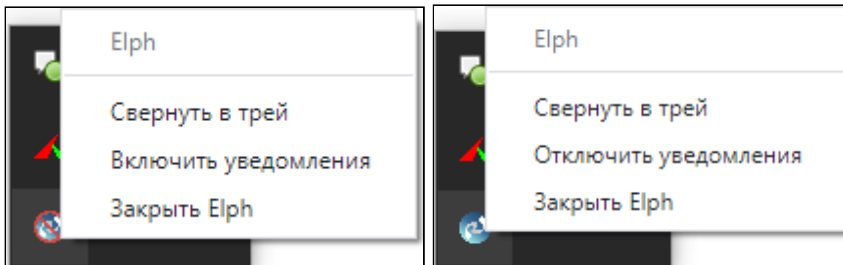 Elph
Свернуть в трей
Включить уведомления
Закрыть Elph
Elph
Свернуть в трей
Отключить уведомления
Закрыть Elph